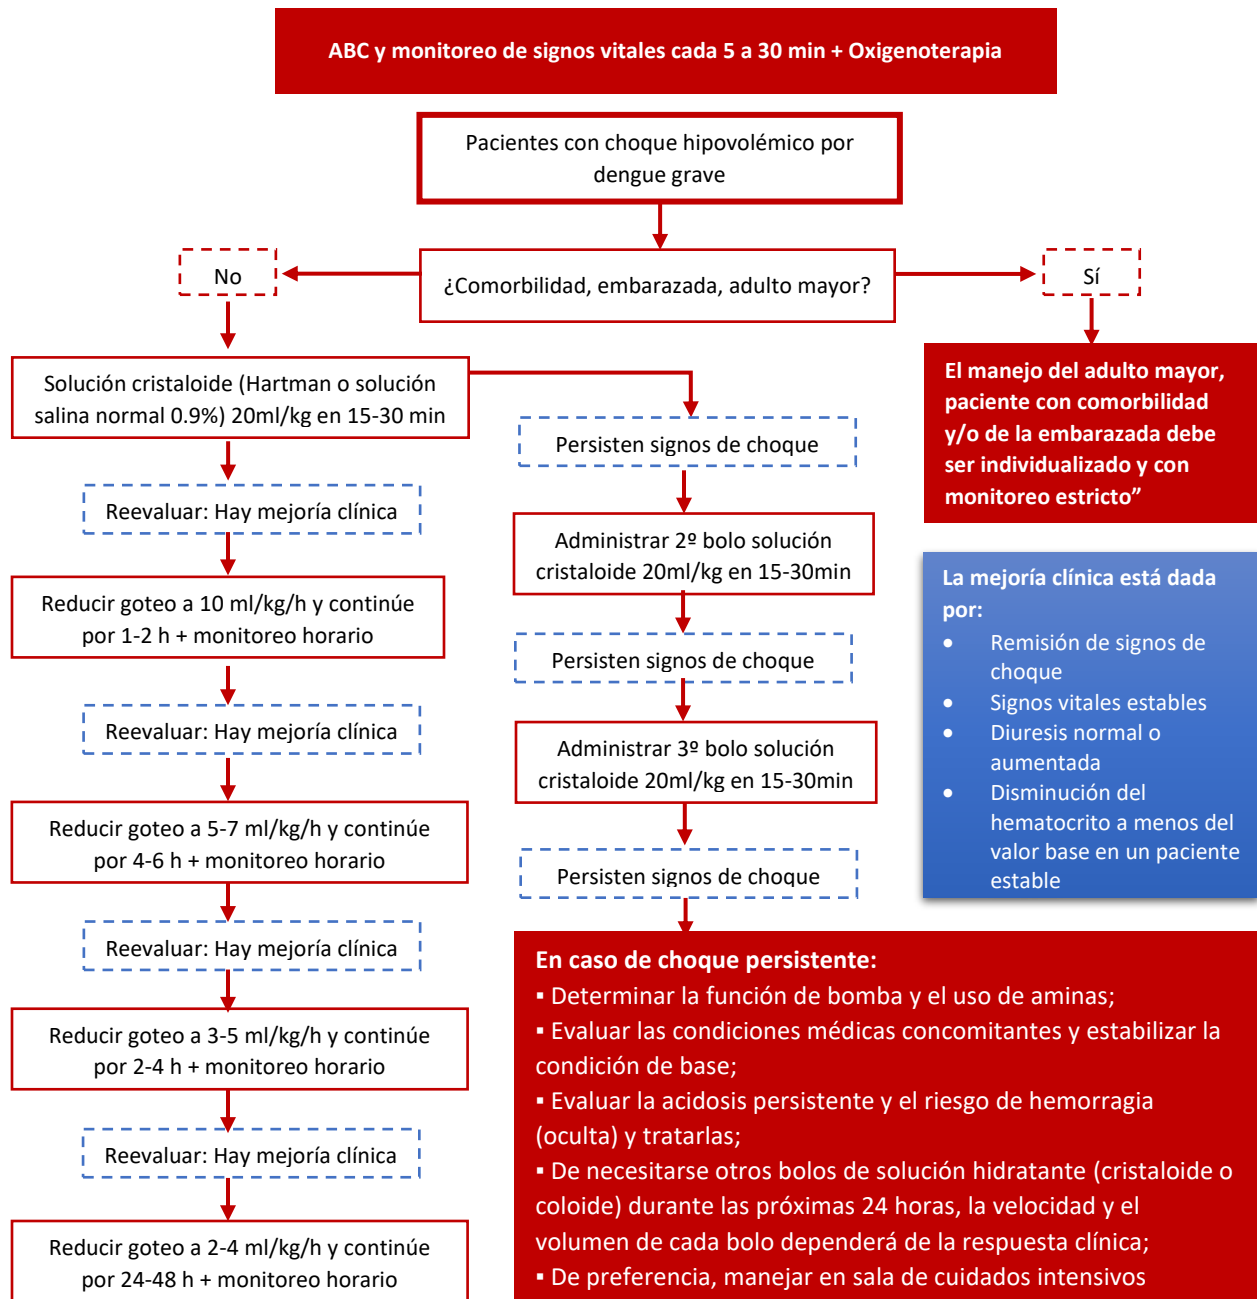 ABC y monitoreo de signos vitales cada 5 a 30 min + Oxigenoterapia
Pacientes con choque hipovolémico por
dengue grave
No
¿Comorbilidad, embarazada, adulto mayor?
Sí
Solución cristaloide (Hartman o solución
salina normal 0.9%) 20ml/kg en 15-30 min
Reevaluar: Hay mejoría clínica
Reducir goteo a 10 ml/kg/h y continúe
por 1-2 h + monitoreo horario
Reevaluar: Hay mejoría clínica
Reducir goteo a 5-7 ml/kg/h y continúe
por 4-6 h + monitoreo horario
Reevaluar: Hay mejoría clínica
Reducir goteo a 3-5 ml/kg/h y continúe
por 2-4 h + monitoreo horario
Reevaluar: Hay mejoría clínica
Reducir goteo a 2-4 ml/kg/h y continúe
por 24-48 h + monitoreo horario
Persisten signos de choque
Administrar 2º bolo solución
cristaloide 20ml/kg en 15-30min
Persisten signos de choque
Administrar 3º bolo solución
cristaloide 20ml/kg en 15-30min
Persisten signos de choque
En caso de choque persistente:
▪ Determinar la función de bomba y el uso de aminas;
▪ Evaluar las condiciones médicas concomitantes y estabilizar la
condición de base;
▪ Evaluar la acidosis persistente y el riesgo de hemorragia
(oculta) y tratarlas;
▪ De necesitarse otros bolos de solución hidratante (cristaloide o
coloide) durante las próximas 24 horas, la velocidad y el
volumen de cada bolo dependerá de la respuesta clínica;
▪ De preferencia, manejar en sala de cuidados intensivos
El manejo del adulto mayor,
paciente con comorbilidad
y/o de la embarazada debe
ser individualizado y con
monitoreo estricto”
La mejoría clínica está dada
por:
• Remisión de signos de
choque
• Signos vitales estables
• Diuresis normal o
aumentada
• Disminución del
hematocrito a menos del
valor base en un paciente
estable